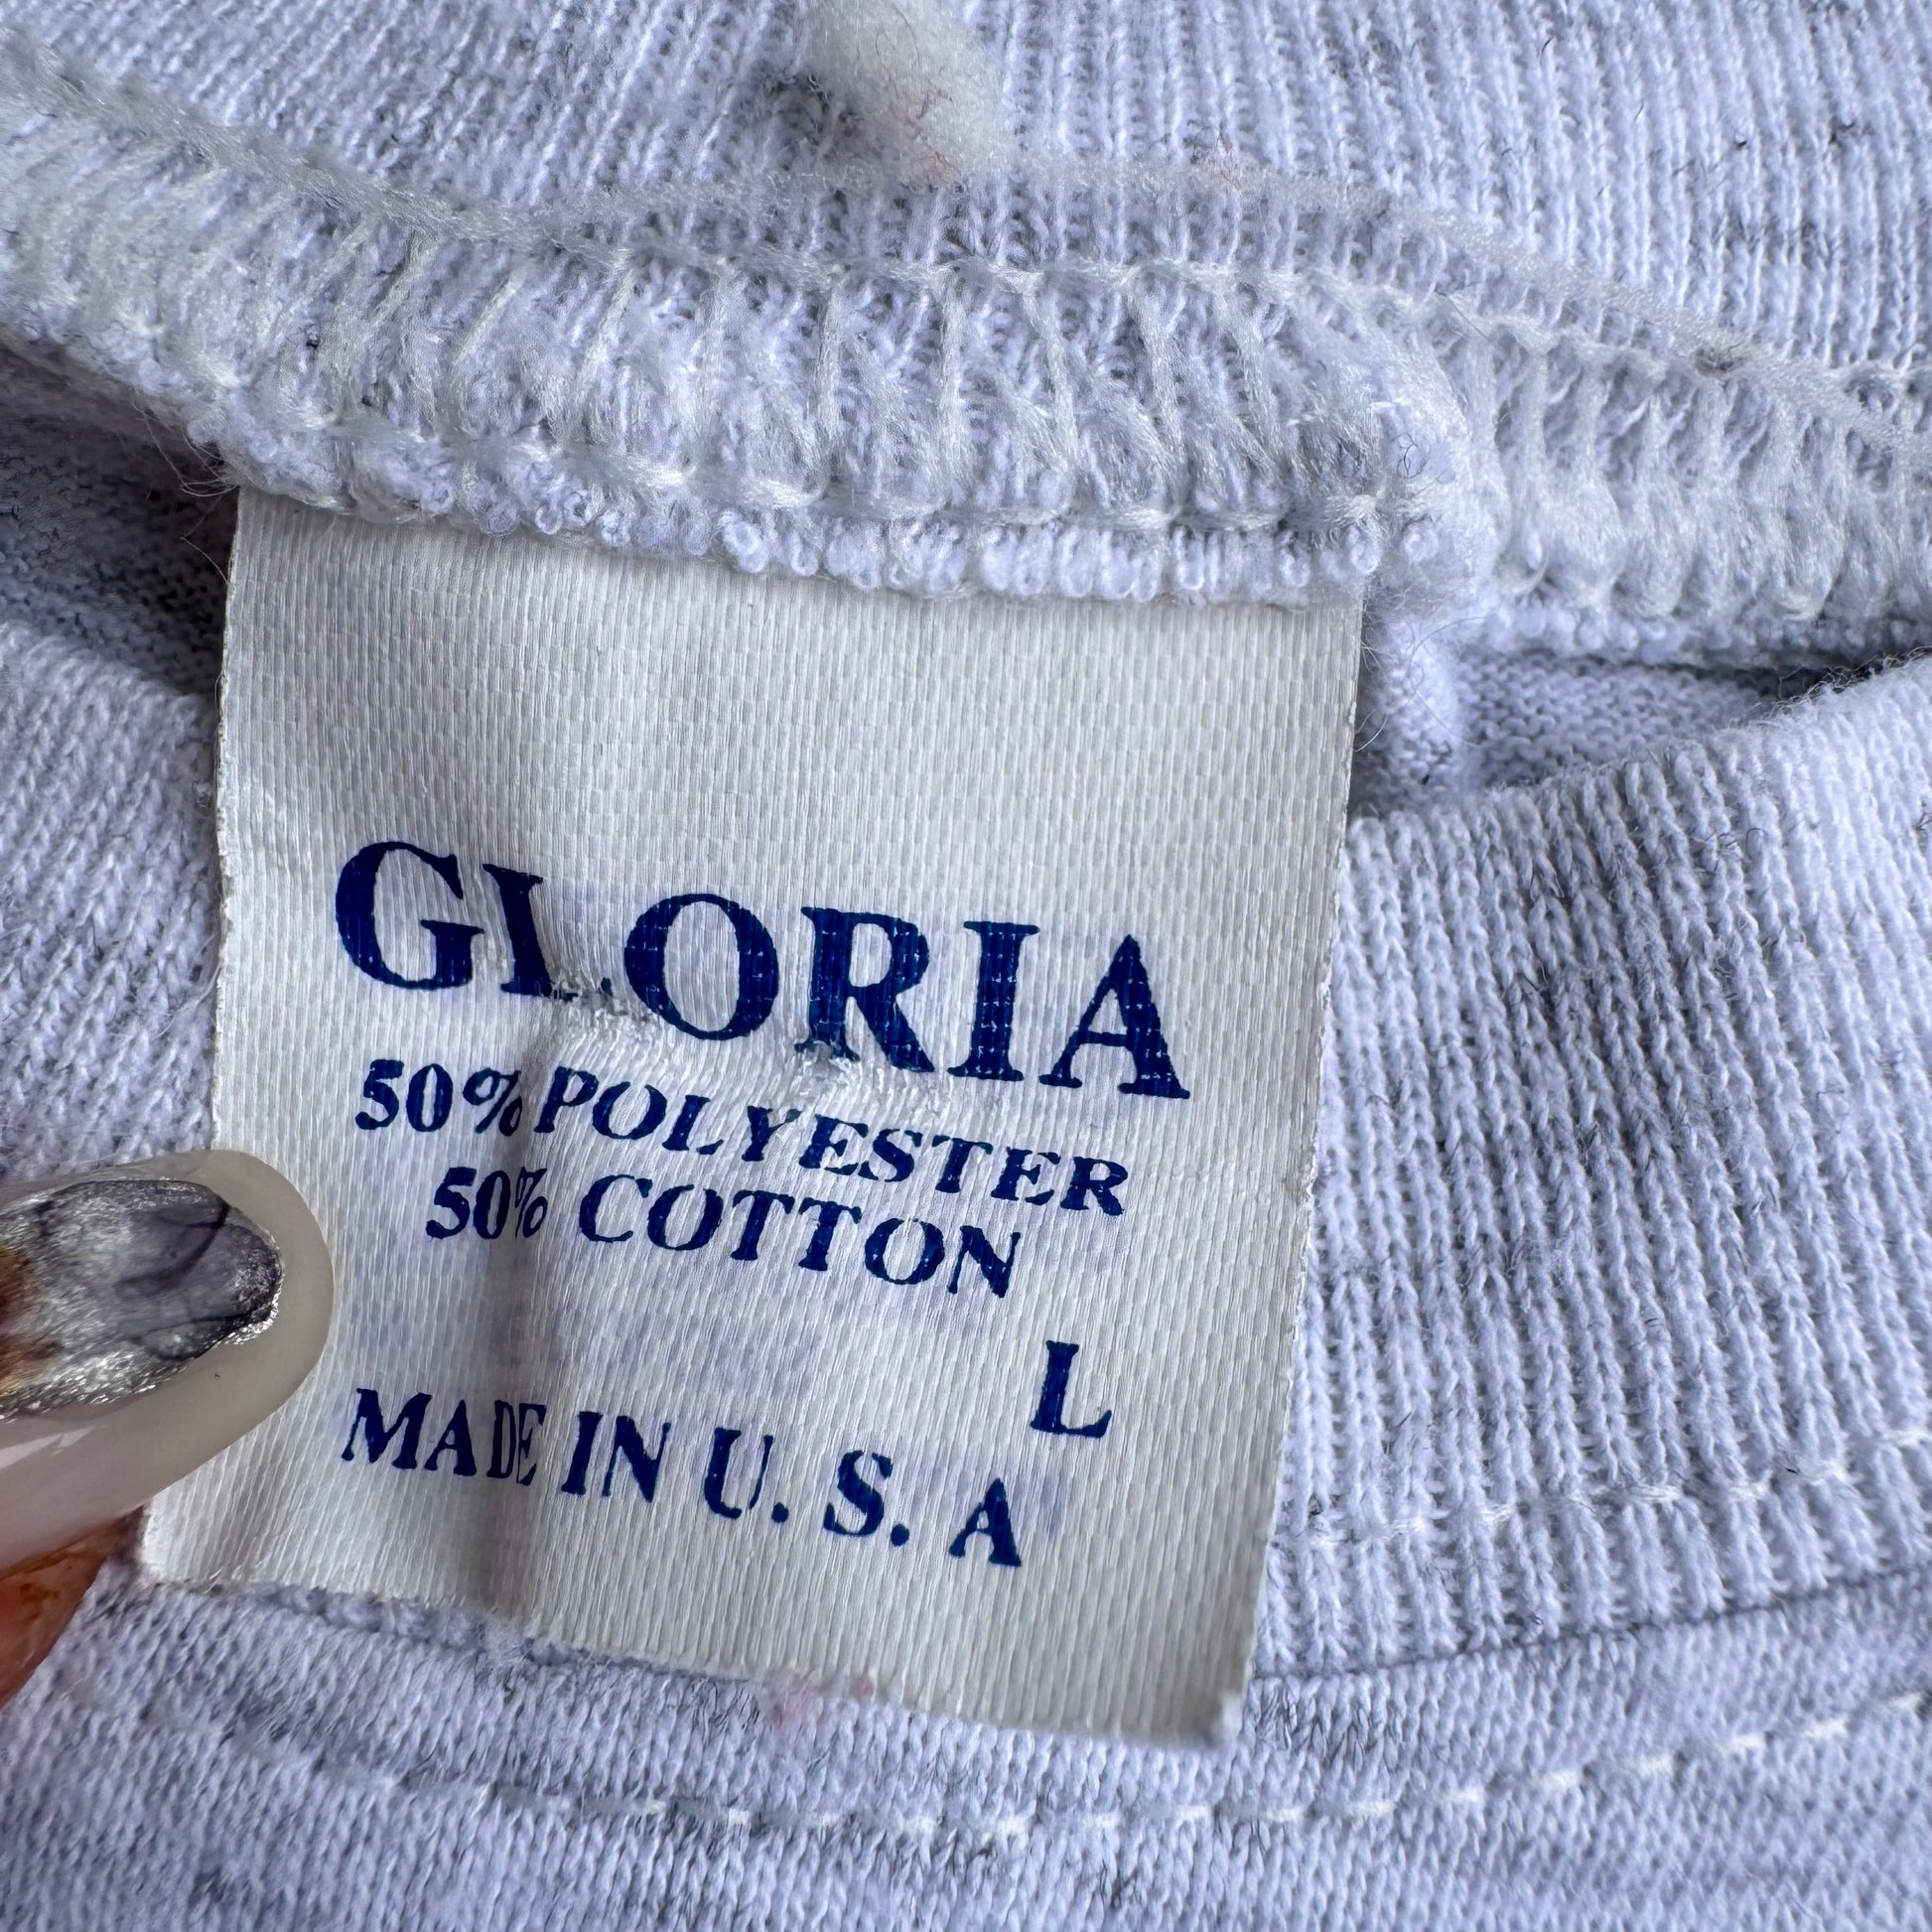 GLORIA
50% POLYESTER
50% COTTON
L
MADE IN U. S. A